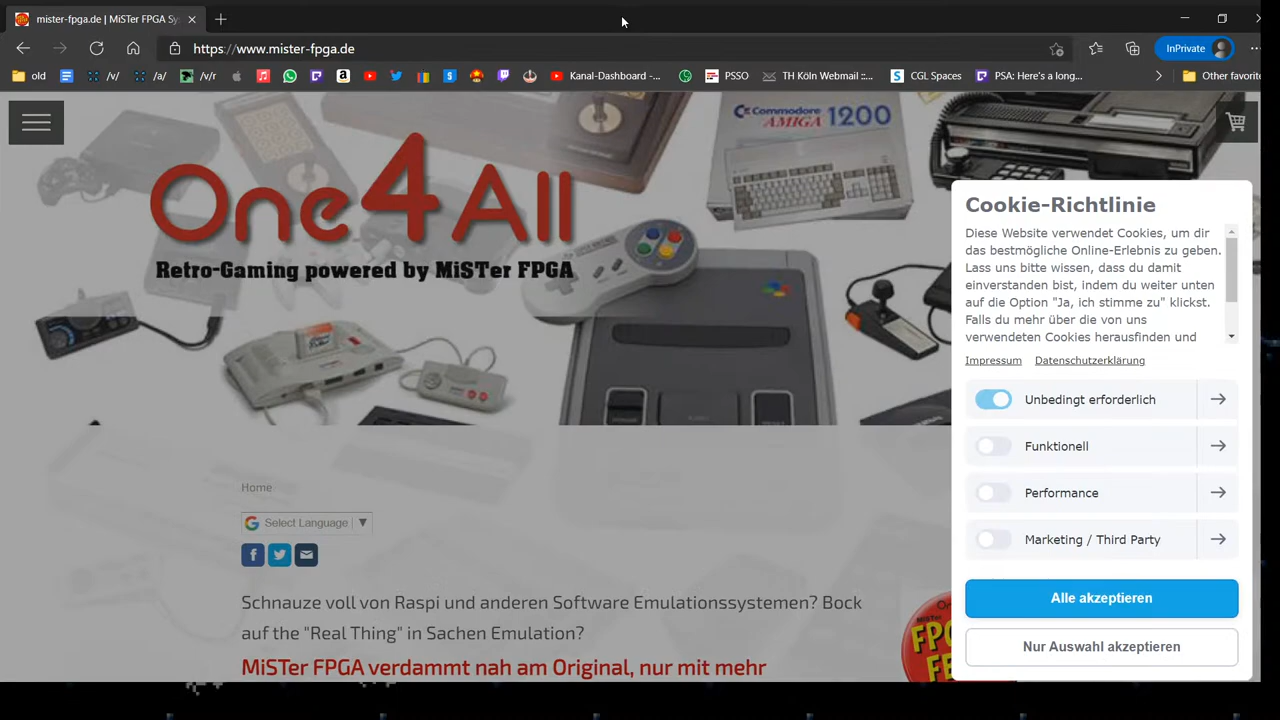 mister-fpga.de | MiSTer FPGA Sy
https://www.mister-fpga.de
InPrivate
old
/v/
/a/
/v/r
Kanal-Dashboard -...
PSSO
TH Köln Webmail ::...
CGL Spaces
PSA: Here's a long...
Other favorite
Commodore
AMIGA 1200
One4All
Retro-Gaming powered by MiSTer FPGA
Cookie-Richtlinie
Diese Website verwendet Cookies, um dir
das bestmögliche Online-Erlebnis zu geben.
Lass uns bitte wissen, dass du damit
einverstanden bist, indem du weiter unten
auf die Option "Ja, ich stimme zu" klickst.
Falls du mehr über die von uns
verwendeten Cookies herausfinden und
Impressum Datenschutzerklärung
Unbedingt erforderlich
Funktionell
Performance
Marketing / Third Party
Alle akzeptieren
Nur Auswahl akzeptieren
Home
Select Language
Schnauze voll von Raspi und anderen Software Emulationssystemen? Bock
auf the "Real Thing" in Sachen Emulation?
MiSTer FPGA verdammt nah am Original, nur mit mehr